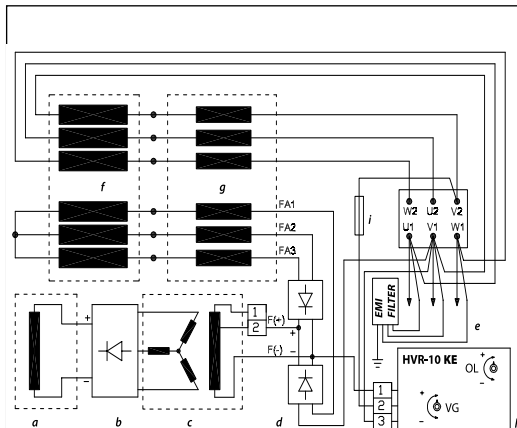 f
g
i
W2 U2 V2
U1 V1 W1
FA1
FA2
FA3
EMI
FILTER
e
1
2
F(+)
+
F(-)
−
+
−
HVR-10 KE
OL
+
−
1
2
3
+
VG
−
a
b
c
d